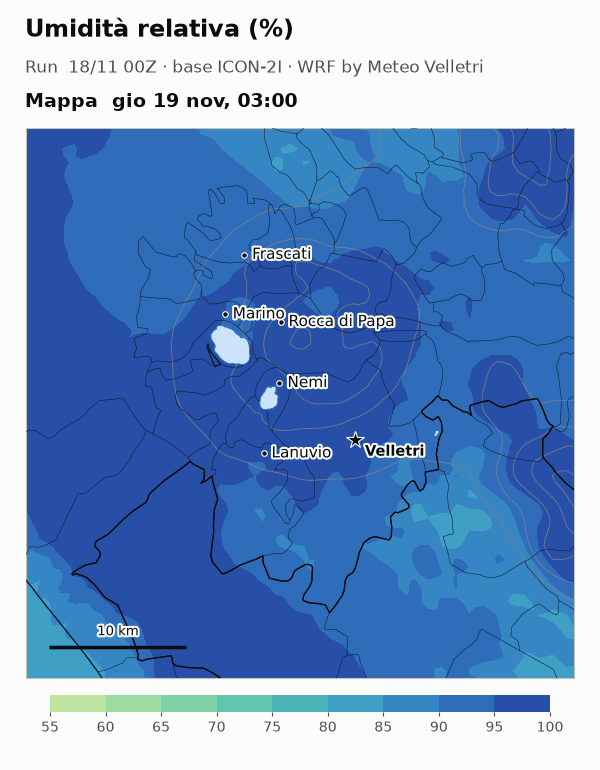 Umidità relativa (%)
Run  18/11 00Z · base ICON-2I · WRF by Meteo Velletri
Mappa  gio 19 nov, 03:00
Frascati
Marino
Rocca di Papa
Nemi
Velletri
Lanuvio
10 km
55 60 65 70 75 80 85 90 95 100